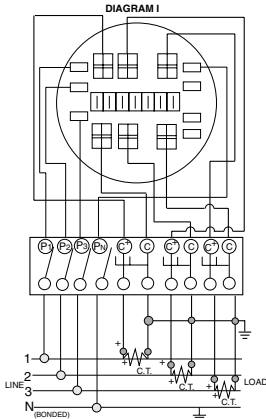 DIAGRAM I
P1 P2 P3 PN C+ C C+ C C+ C
1
+ +
C.T.
2
+ +
C.T.
LINE
3
+ +
C.T.
LOAD
N
(BONDED)